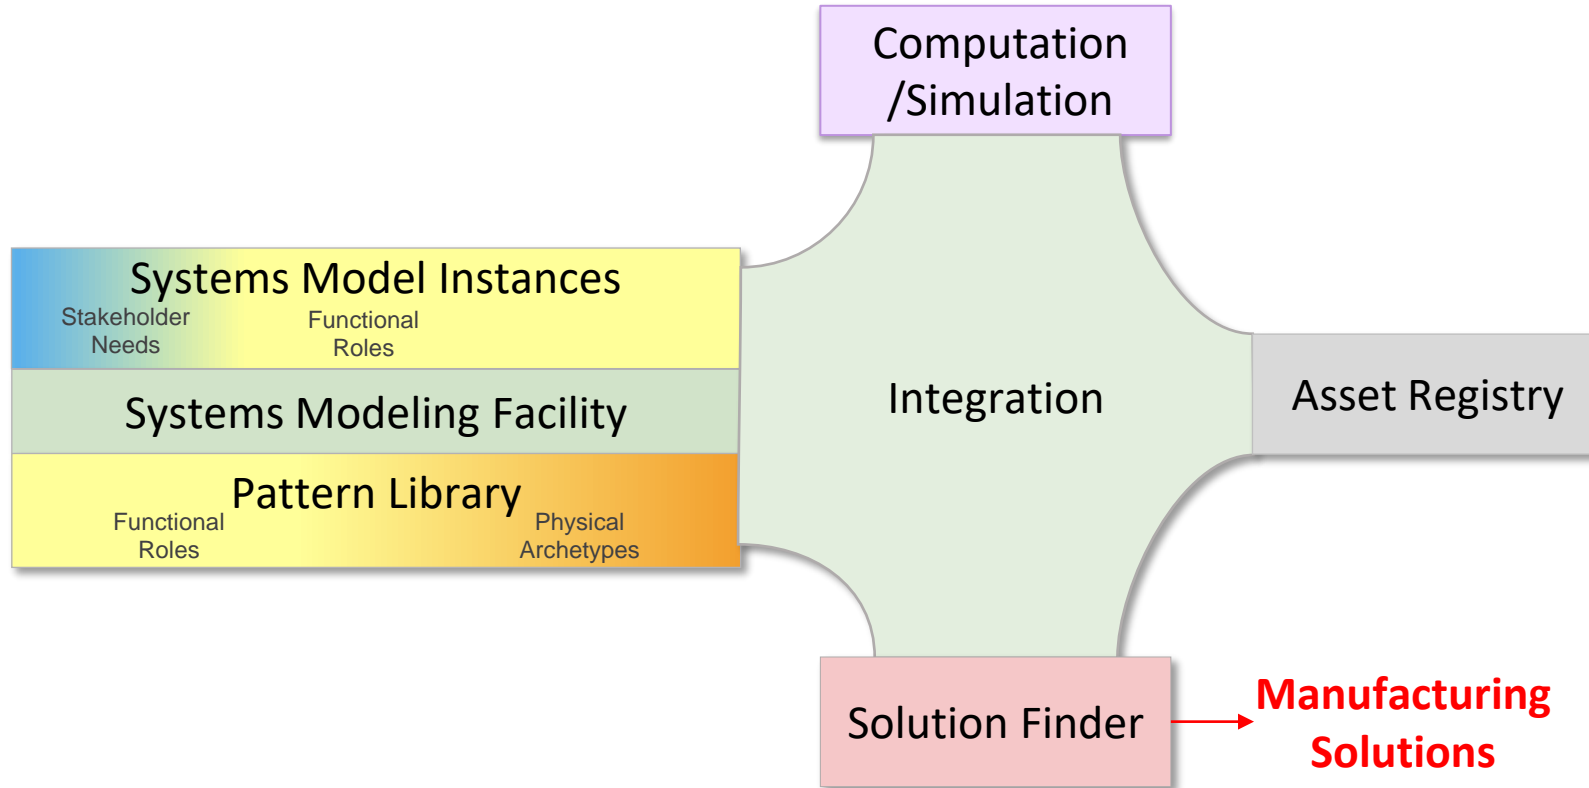 Computation
/Simulation
Systems Model Instances
Stakeholder
Needs
Functional
Roles
Systems Modeling Facility
Pattern Library
Functional
Roles
Physical
Archetypes
Integration
Asset Registry
Solution Finder
Manufacturing
Solutions